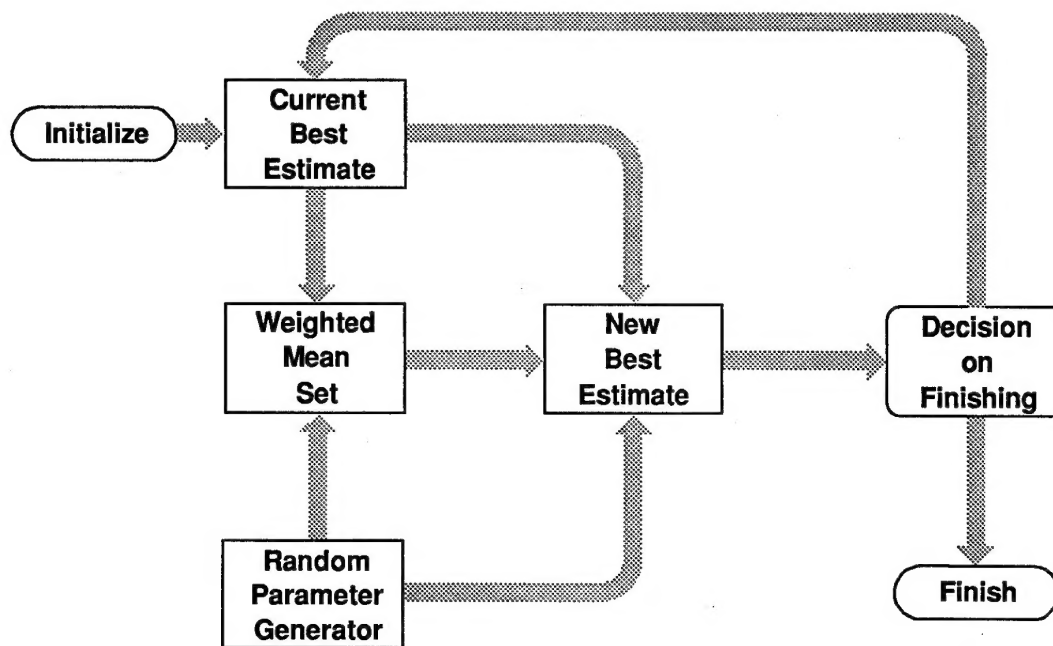 Initialize
Current
Best
Estimate
Weighted
Mean
Set
New
Best
Estimate
Decision
on
Finishing
Random
Parameter
Generator
Finish